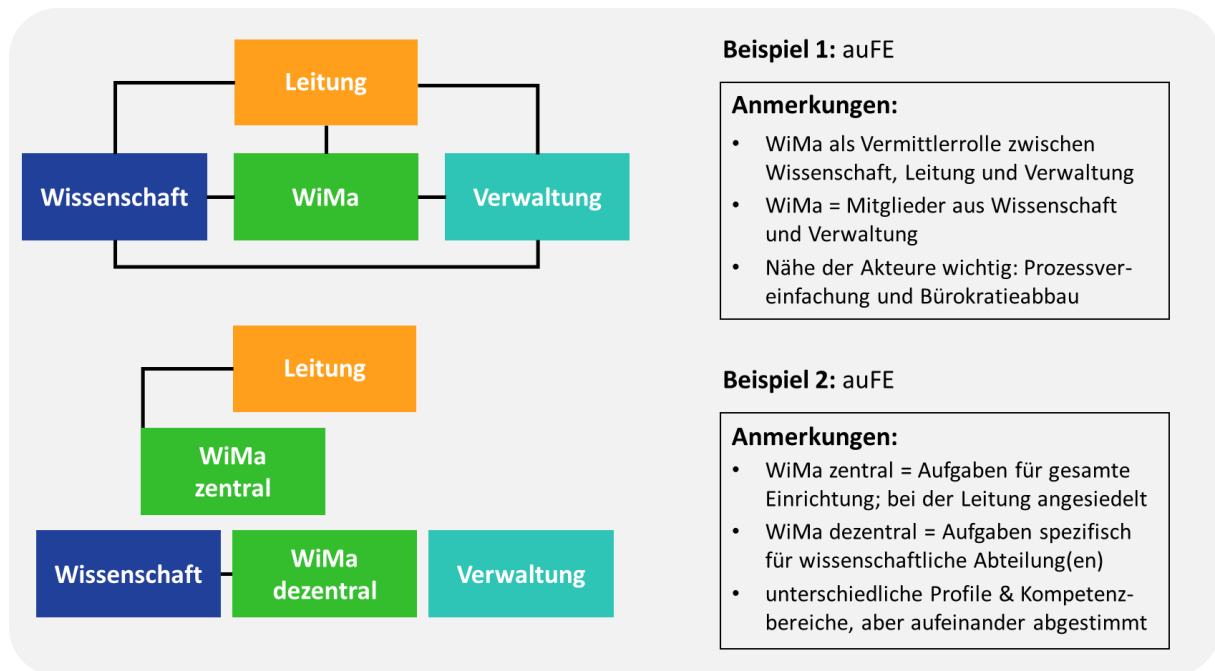 Leitung
Wissenschaft
WiMa
Verwaltung
Beispiel 1: auFE
Anmerkungen:
• WiMa als Vermittlerrolle zwischen
Wissenschaft, Leitung und Verwaltung
• WiMa = Mitglieder aus Wissenschaft
und Verwaltung
• Nähe der Akteure wichtig: Prozessver-
einfachung und Bürokratieabbau
Leitung
WiMa
zentral
Wissenschaft
WiMa
dezentral
Verwaltung
Beispiel 2: auFE
Anmerkungen:
• WiMa zentral = Aufgaben für gesamte
Einrichtung; bei der Leitung angesiedelt
• WiMa dezentral = Aufgaben spezifisch
für wissenschaftliche Abteilung(en)
• unterschiedliche Profile & Kompetenz-
bereiche, aber aufeinander abgestimmt